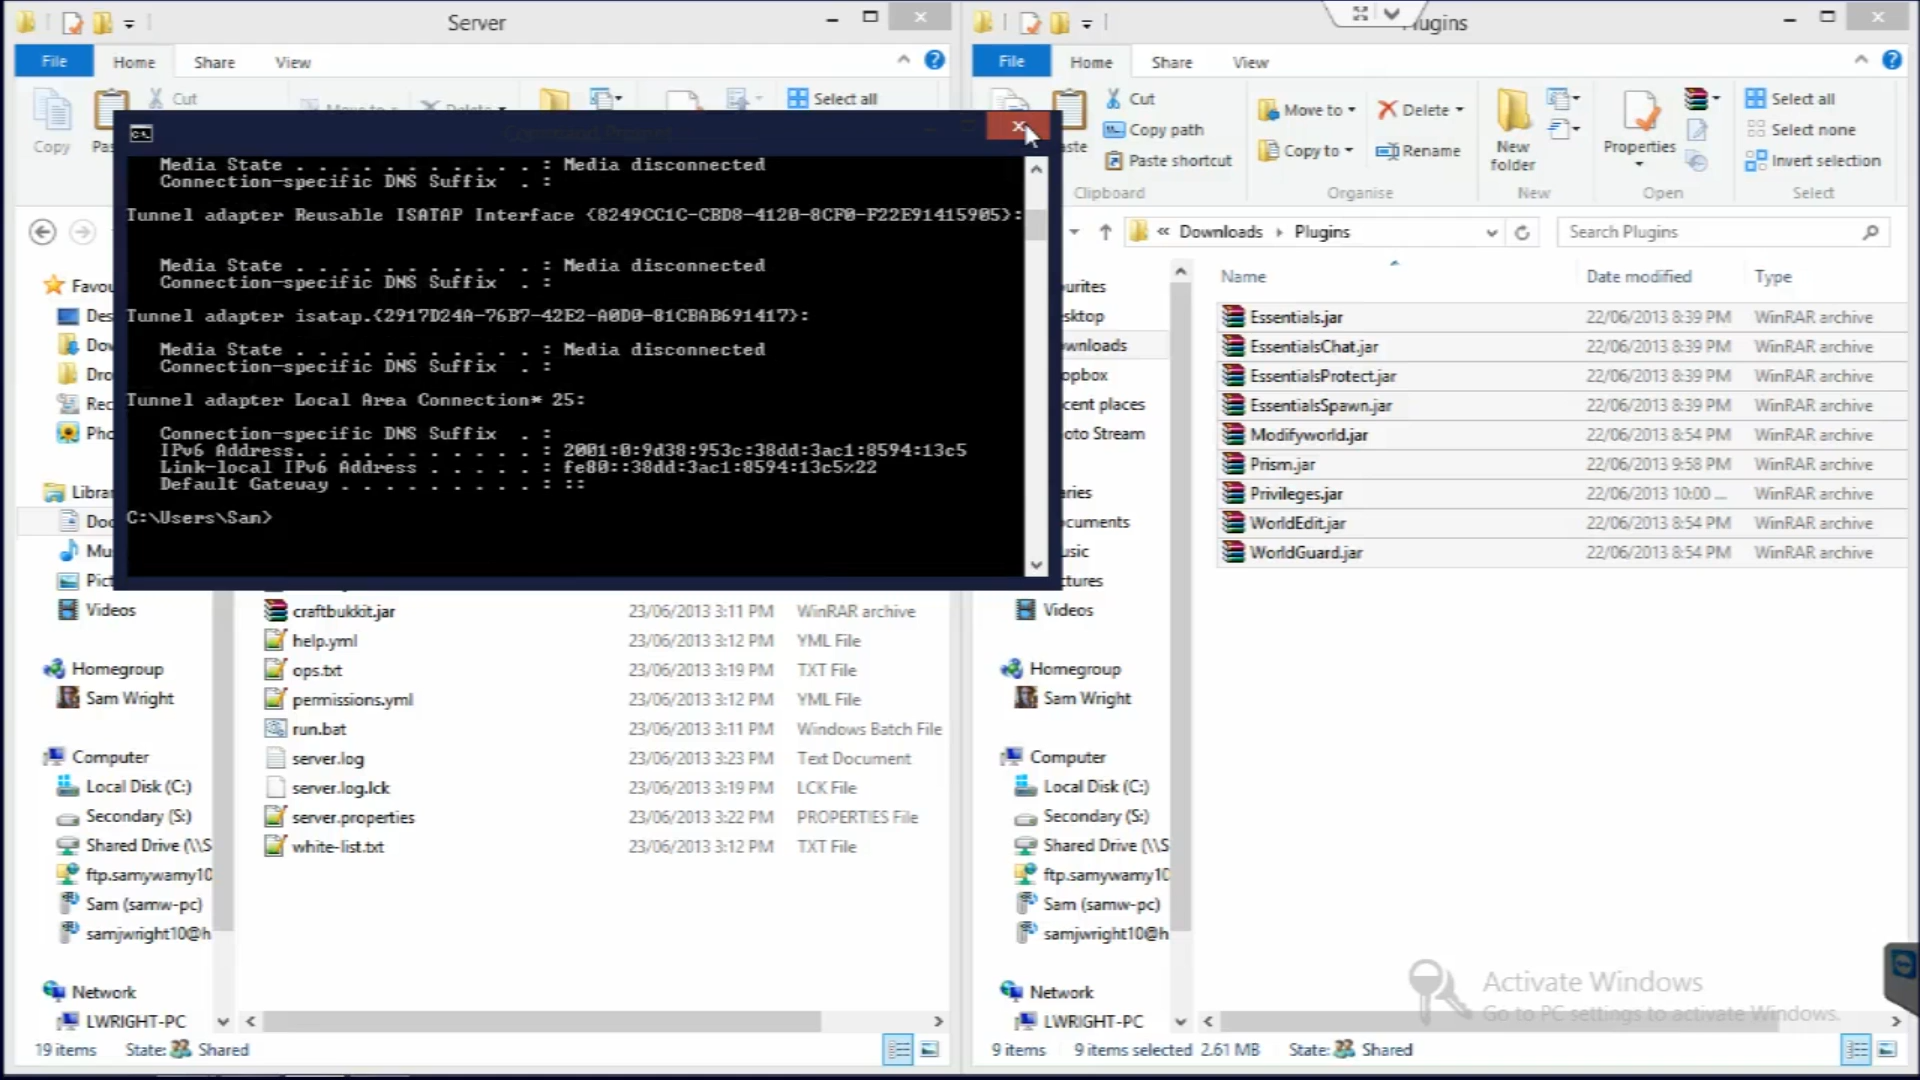 Server
File
Home
Share
View
Cut
Select all
Copy
Media State . . . . . . . . . . . : Media disconnected
Connection-specific DNS Suffix  . :
Tunnel adapter Reusable ISATAP Interface {8249CC1C-CBD8-4120-8CF0-F22E91415905}:
Media State . . . . . . . . . . . : Media disconnected
Connection-specific DNS Suffix  . :
Tunnel adapter isatap.{2917D24A-76B7-42E2-A0D0-81CBAB691417}:
Media State . . . . . . . . . . . : Media disconnected
Connection-specific DNS Suffix  . :
Tunnel adapter Local Area Connection* 25:
Connection-specific DNS Suffix  . :
IPv6 Address. . . . . . . . . . . : 2001:0:9d38:953c:38dd:3ac1:8594:13c5
Link-local IPv6 Address . . . . . : fe80::38dd:3ac1:8594:13c5%22
Default Gateway . . . . . . . . . : ::
C:\Users\Sam>
Videos
Homegroup
Sam Wright
Computer
Local Disk (C:)
Secondary (S:)
Shared Drive (\\S
ftp.samywamy10
Sam (samw-pc)
samjwright10@h
Network
LWRIGHT-PC
craftbukkit.jar 23/06/2013 3:11 PM WinRAR archive
help.yml 23/06/2013 3:12 PM YML File
ops.txt 23/06/2013 3:19 PM TXT File
permissions.yml 23/06/2013 3:12 PM YML File
run.bat 23/06/2013 3:11 PM Windows Batch File
server.log 23/06/2013 3:23 PM Text Document
server.log.lck 23/06/2013 3:19 PM LCK File
server.properties 23/06/2013 3:22 PM PROPERTIES File
white-list.txt 23/06/2013 3:12 PM TXT File
19 items State: Shared
lugins
File
Home
Share
View
Cut
Copy path
Paste shortcut
Clipboard
Move to
Copy to
Delete
Rename
Organise
New folder
New
Properties
Open
Select all
Select none
Invert selection
Select
« Downloads › Plugins
Search Plugins
Name Date modified Type
Essentials.jar 22/06/2013 8:39 PM WinRAR archive
EssentialsChat.jar 22/06/2013 8:39 PM WinRAR archive
EssentialsProtect.jar 22/06/2013 8:39 PM WinRAR archive
EssentialsSpawn.jar 22/06/2013 8:39 PM WinRAR archive
Modifyworld.jar 22/06/2013 8:54 PM WinRAR archive
Prism.jar 22/06/2013 9:58 PM WinRAR archive
Privileges.jar 22/06/2013 10:00 ... WinRAR archive
WorldEdit.jar 22/06/2013 8:54 PM WinRAR archive
WorldGuard.jar 22/06/2013 8:54 PM WinRAR archive
Videos
Homegroup
Sam Wright
Computer
Local Disk (C:)
Secondary (S:)
Shared Drive (\\S
ftp.samywamy10
Sam (samw-pc)
samjwright10@h
Network
LWRIGHT-PC
Activate Windows
Go to PC settings to activate Windows.
9 items 9 items selected 2.61 MB State: Shared